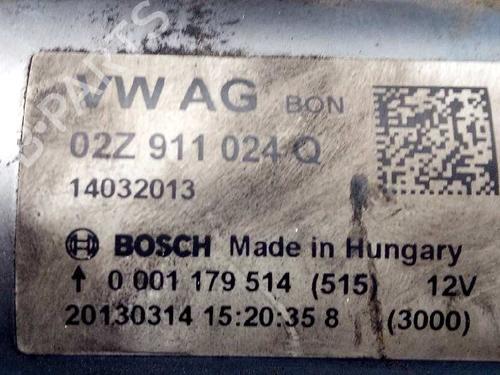 VW AG BON
02Z 911 024 Q
14032013
BOSCH Made in Hungary
↑ 0 001 179 514 (515) 12V
20130314 15:20:35 8 (3000)
B-PARTS